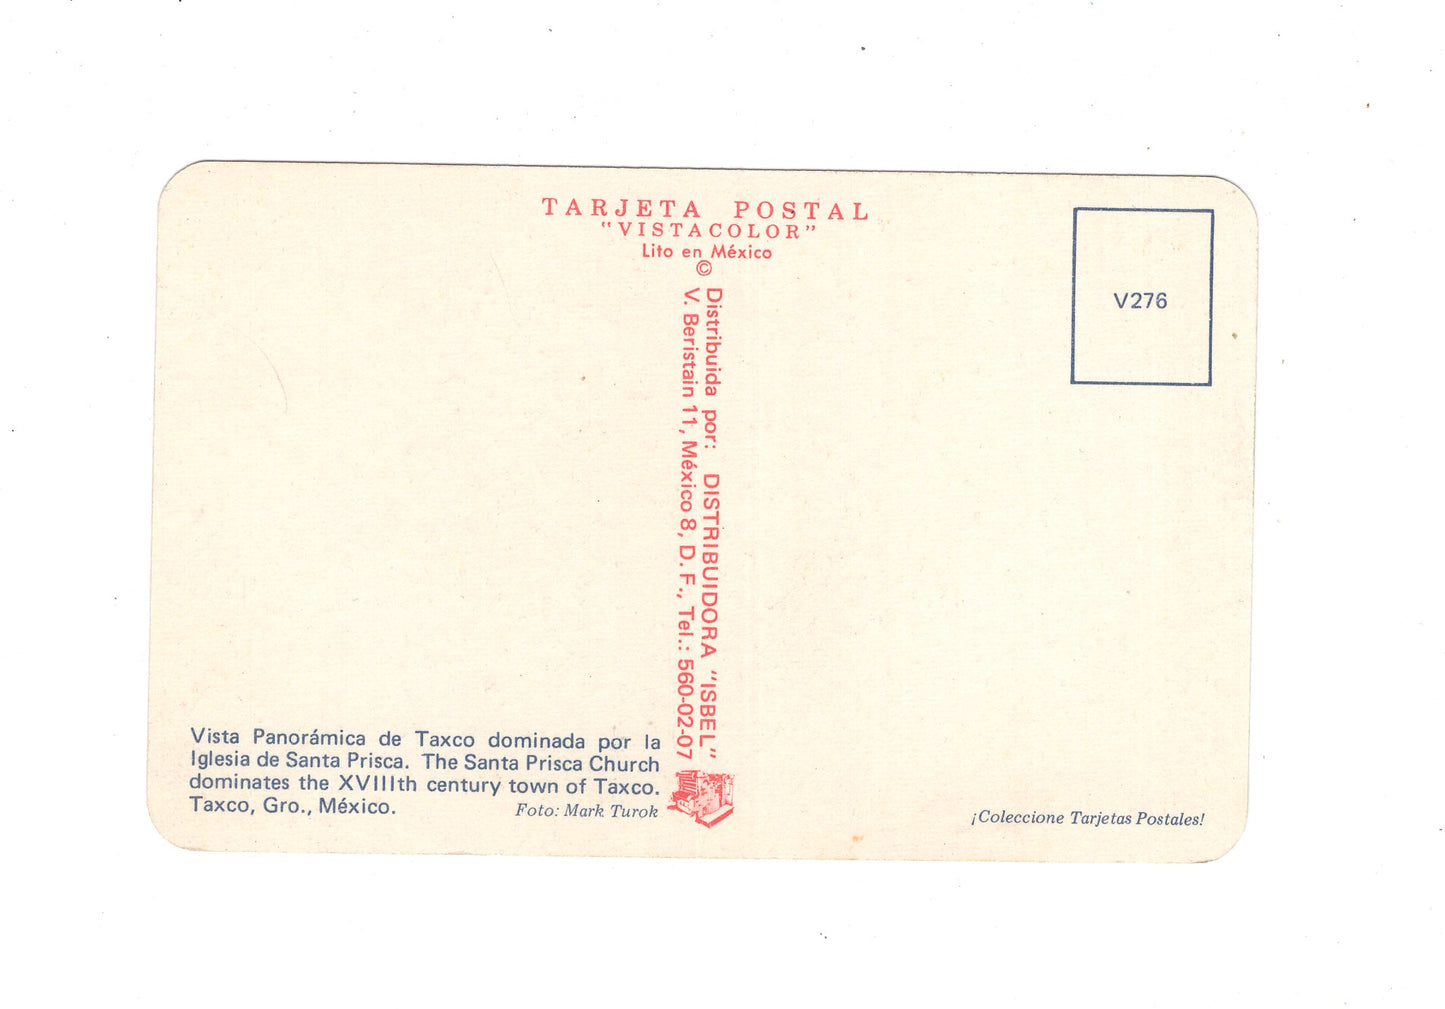 TARJETA POSTAL
"VISTACOLOR"
Lito en México
©
Distribuida por: DISTRIBUIDORA "ISBEL"
V. Beristain 11, México 8, D. F., Tel.: 560-02-07
V276
Vista Panorámica de Taxco dominada por la
Iglesia de Santa Prisca. The Santa Prisca Church
dominates the XVIIIth century town of Taxco.
Taxco, Gro., México. Foto: Mark Turok
¡Coleccione Tarjetas Postales!